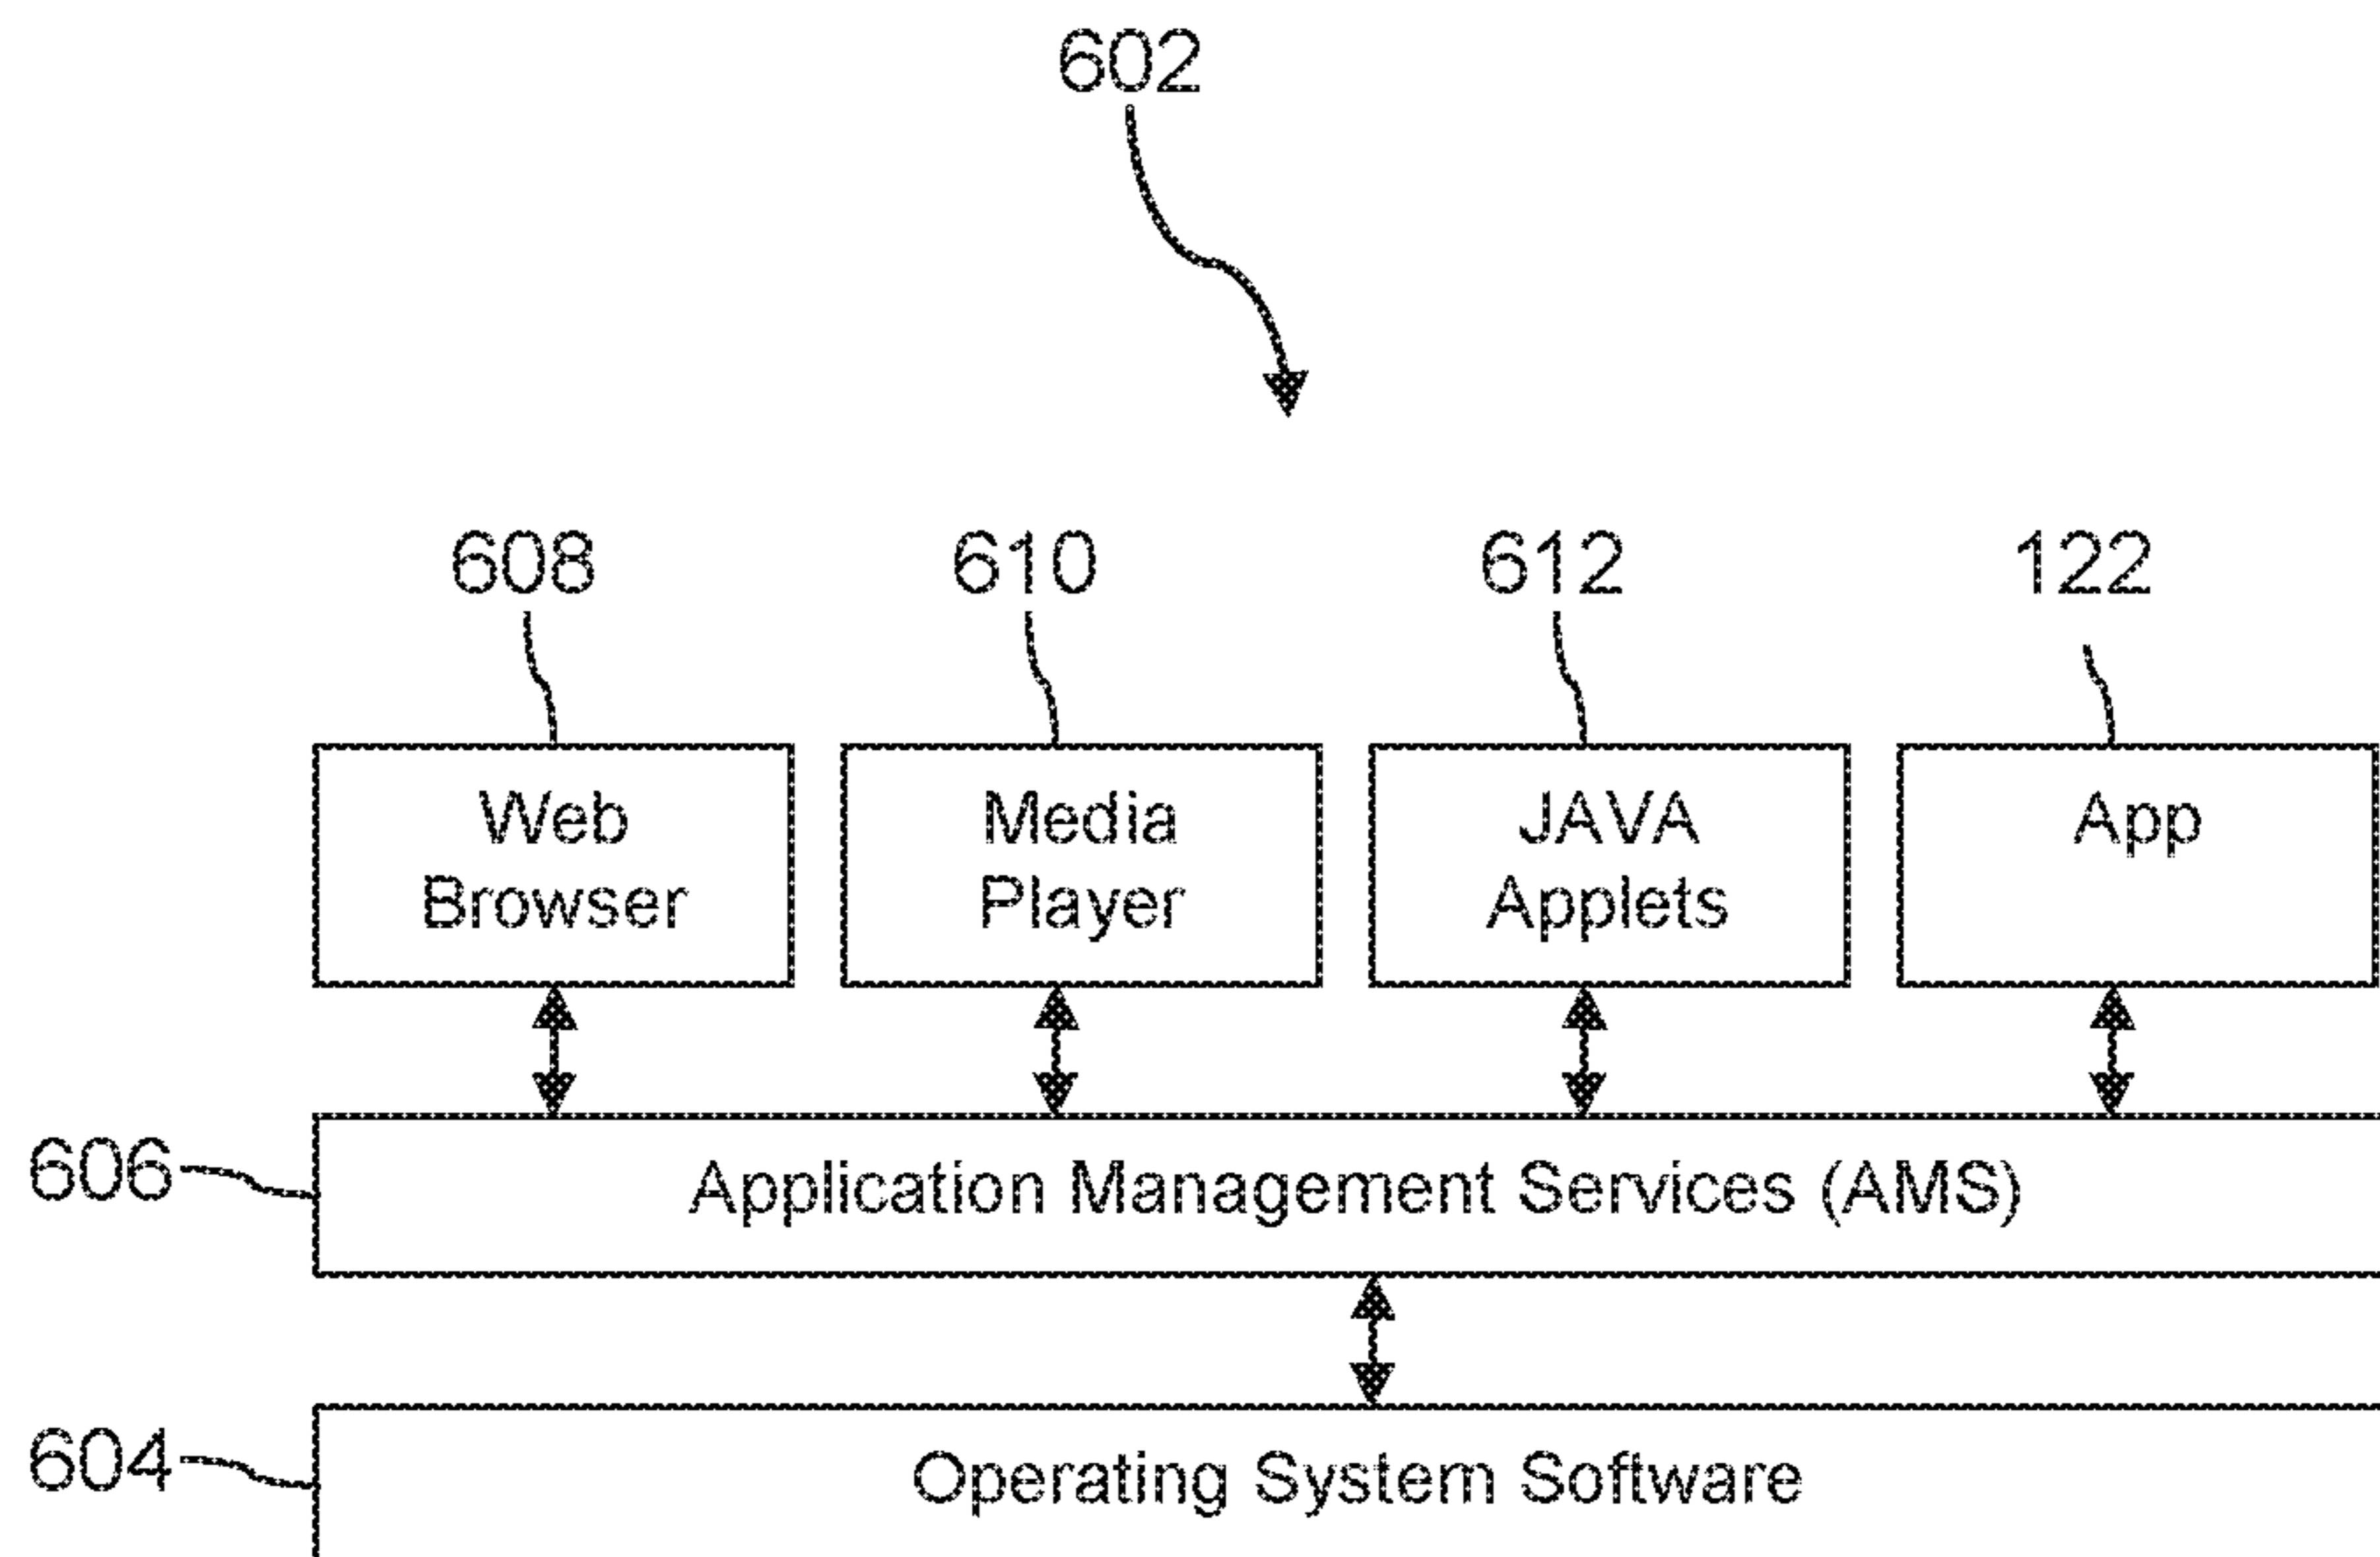 602
608
610
612
122
Web
Browser
Media
Player
JAVA
Applets
App
606
Application Management Services (AMS)
604
Operating System Software